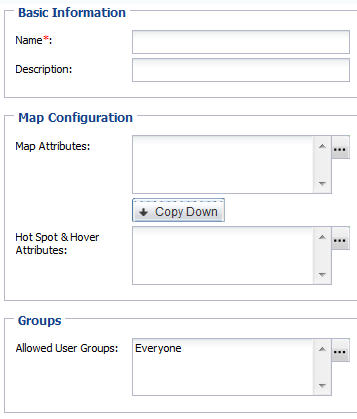 Basic Information
Name*:
Description:
Map Configuration
Map Attributes:
...
Copy Down
Hot Spot & Hover
Attributes:
...
Groups
Allowed User Groups:
Everyone
...